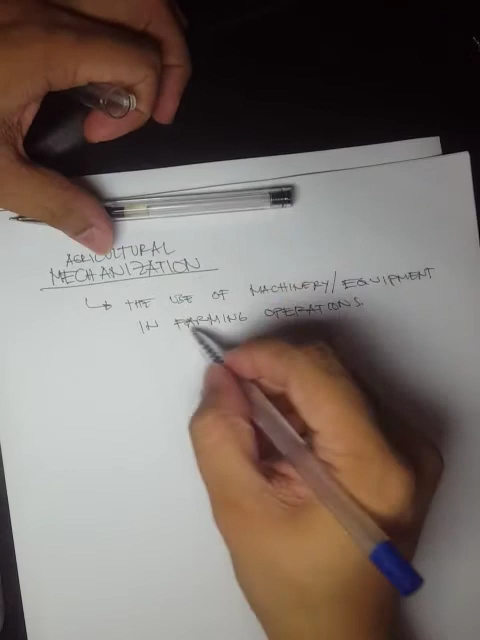 AGRICULTURAL
MECHANIZATION
↳ THE USE OF MACHINERY/EQUIPMENT
IN FARMING OPERATIONS